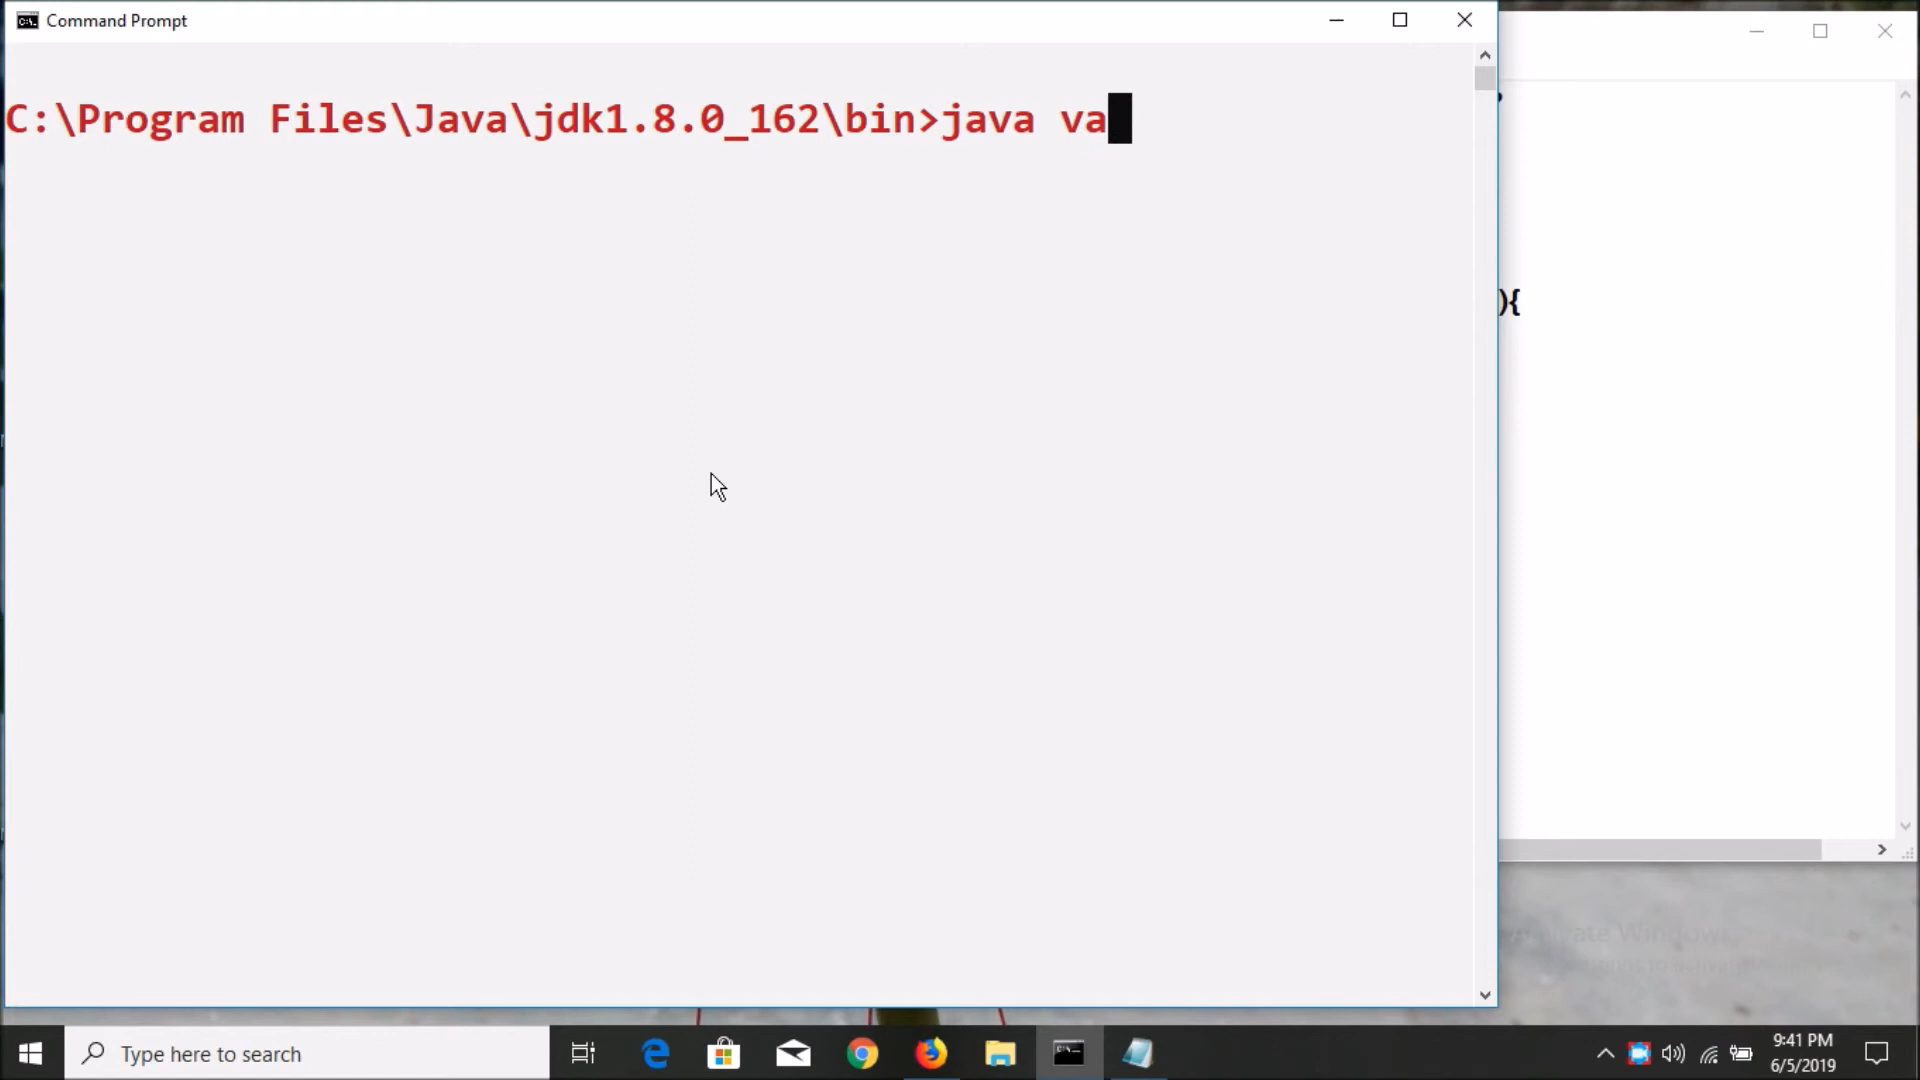 Command Prompt
C:\Program Files\Java\jdk1.8.0_162\bin>java va
){
Type here to search
9:41 PM
6/5/2019